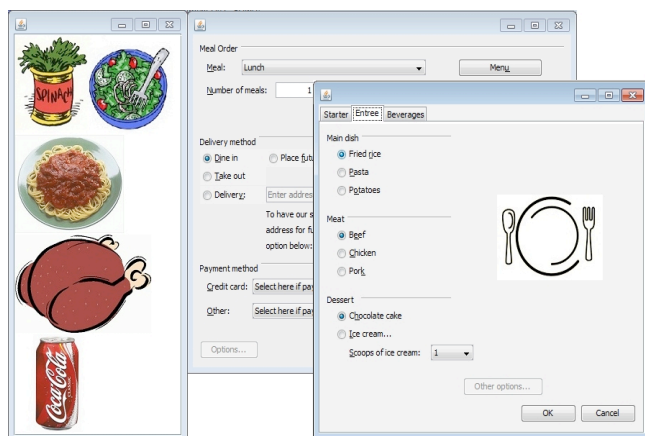 SPINACH
Coca-Cola
CLASSIC
Meal Order
Meal: Lunch
Menu
Number of meals: 1
Delivery method
Dine in
Place futu
Take out
Delivery:
Enter addres
To have our s
address for fu
option below:
Payment method
Credit card: Select here if pay
Other: Select here if pay
Options...
Starter Entree Beverages
Main dish
Fried rice
Pasta
Potatoes
Meat
Beef
Chicken
Pork
Dessert
Chocolate cake
Ice cream...
Scoops of ice cream: 1
Other options...
OK Cancel